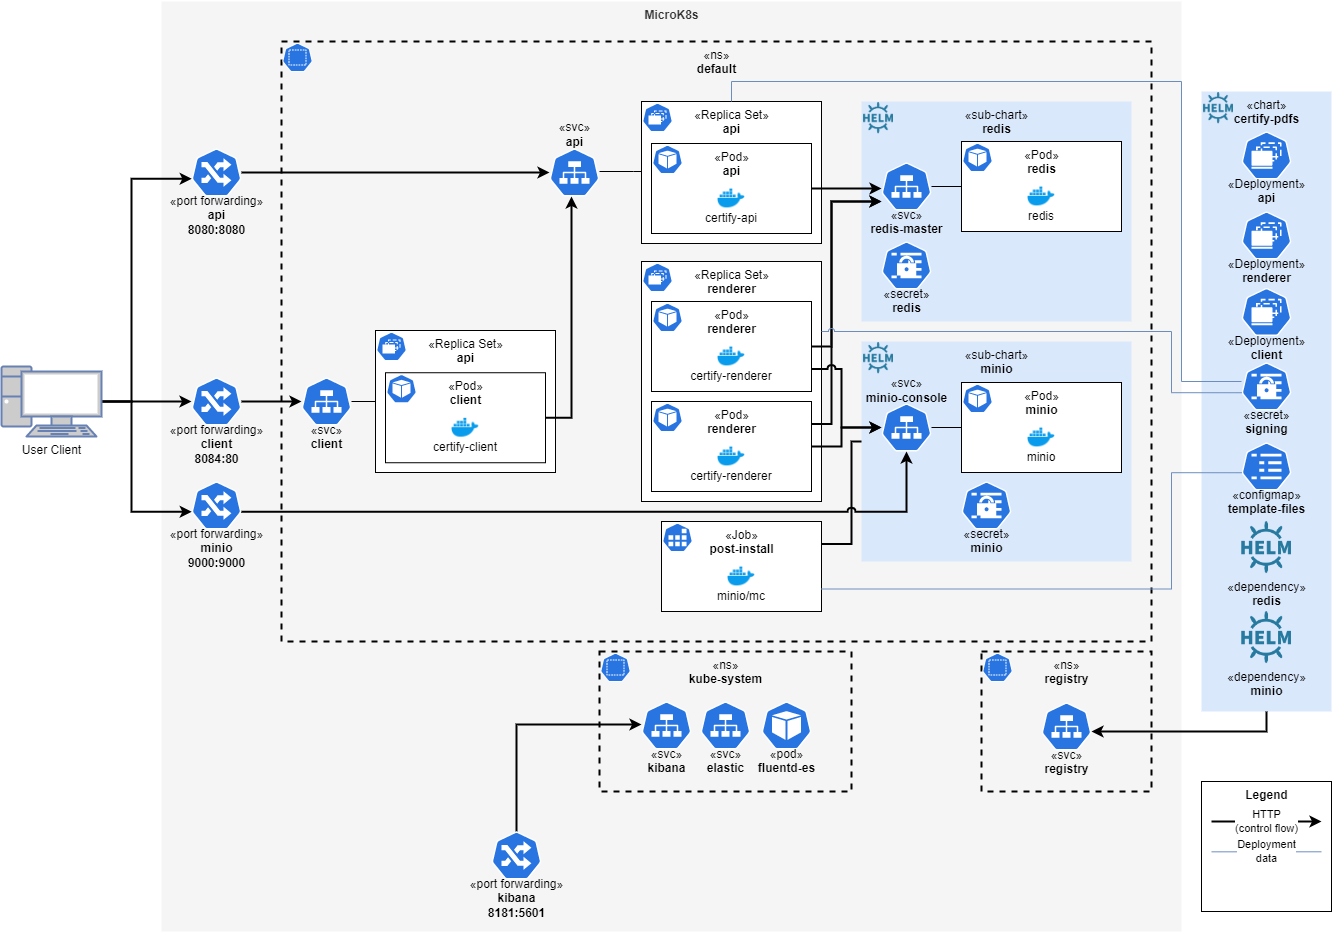 MicroK8s
«ns»
default
«Replica Set»
api
«Pod»
api
certify-api
«svc»
api
HELM
«sub-chart»
redis
«Pod»
redis
redis
«svc»
redis-master
«secret»
redis
HELM
«chart»
certify-pdfs
«Deployment»
api
«Deployment»
renderer
«Deployment»
client
«secret»
signing
«configmap»
template-files
HELM
«dependency»
redis
HELM
«dependency»
minio
«port forwarding»
api
8080:8080
«Replica Set»
renderer
«Pod»
renderer
certify-renderer
«Pod»
renderer
certify-renderer
HELM
«sub-chart»
minio
«svc»
minio-console
«Pod»
minio
minio
«secret»
minio
«Replica Set»
api
«Pod»
client
certify-client
User Client
«port forwarding»
client
8084:80
«svc»
client
«port forwarding»
minio
9000:9000
«Job»
post-install
minio/mc
«ns»
kube-system
«svc»
kibana
«svc»
elastic
«pod»
fluentd-es
«ns»
registry
«svc»
registry
«port forwarding»
kibana
8181:5601
Legend
HTTP
(control flow)
Deployment
data